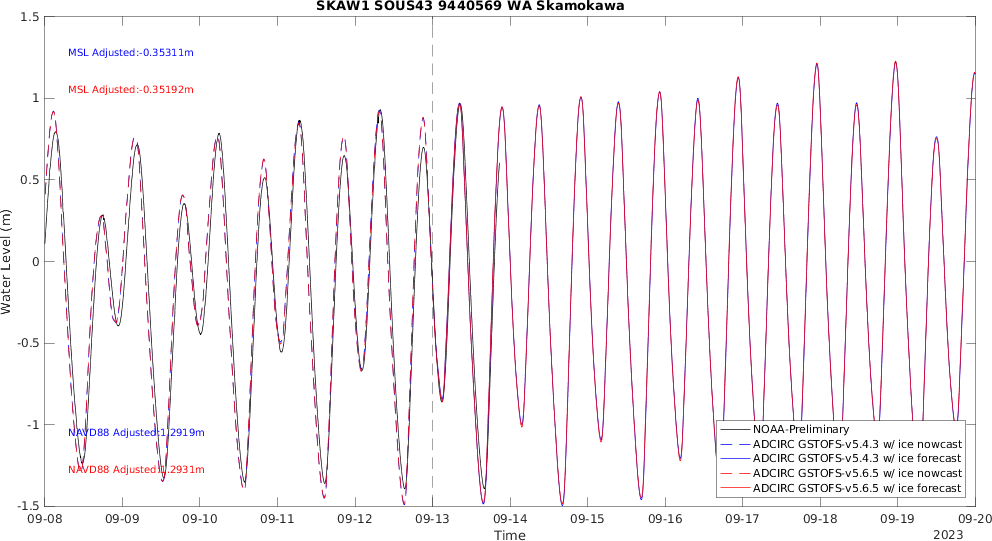 SKAW1 SOUS43 9440569 WA Skamokawa
1.5
MSL Adjusted:-0.35311m
MSL Adjusted:-0.35192m
1
0.5
Water Level (m)
0
-0.5
-1
NAVD88 Adjusted:1.2919m
NAVD88 Adjusted:1.2931m
-1.5
NOAA-Preliminary
ADCIRC GSTOFS-v5.4.3 w/ ice nowcast
ADCIRC GSTOFS-v5.4.3 w/ ice forecast
ADCIRC GSTOFS-v5.6.5 w/ ice nowcast
ADCIRC GSTOFS-v5.6.5 w/ ice forecast
09-08 09-09 09-10 09-11 09-12 09-13 09-14 09-15 09-16 09-17 09-18 09-19 09-20
Time
2023